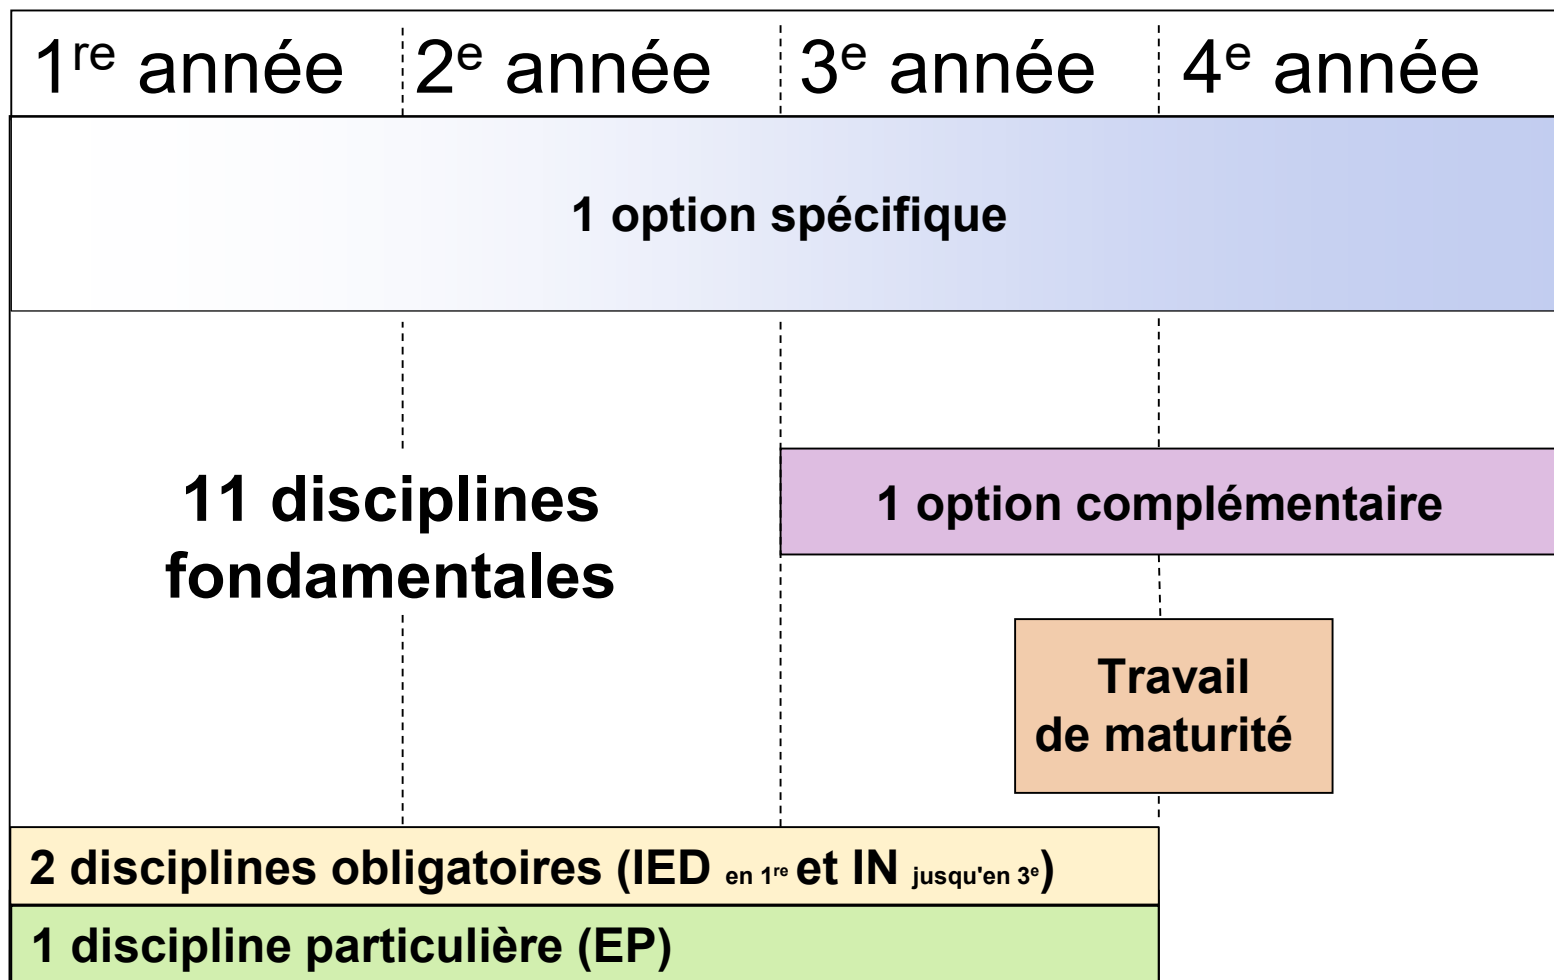 1re année 2e année 3e année 4e année
1 option spécifique
11 disciplines
fondamentales
1 option complémentaire
Travail
de maturité
2 disciplines obligatoires (IED en 1re et IN jusqu'en 3e)
1 discipline particulière (EP)